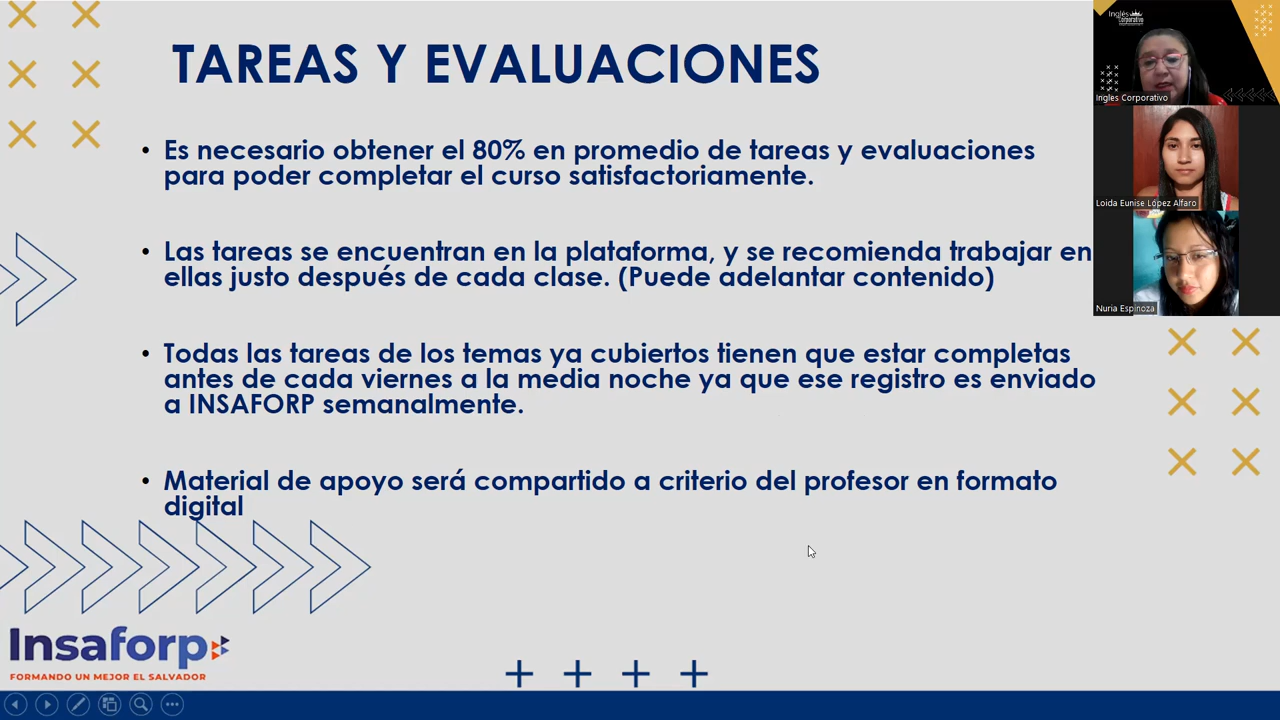 TAREAS Y EVALUACIONES
• Es necesario obtener el 80% en promedio de tareas y evaluaciones
para poder completar el curso satisfactoriamente.
• Las tareas se encuentran en la plataforma, y se recomienda trabajar en
ellas justo después de cada clase. (Puede adelantar contenido)
• Todas las tareas de los temas ya cubiertos tienen que estar completas
antes de cada viernes a la media noche ya que ese registro es enviado
a INSAFORP semanalmente.
• Material de apoyo será compartido a criterio del profesor en formato
digital
Insaforp
FORMANDO UN MEJOR EL SALVADOR
Inglés
Corporativo
Ingles Corporativo
Loida Eunise López Alfaro
Nuria Espinoza